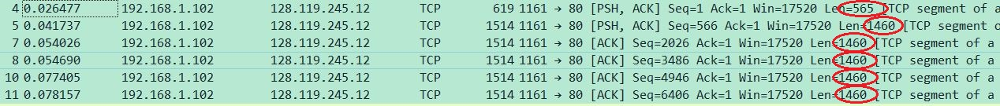 4 0.026477 192.168.1.102 128.119.245.12 TCP 619 1161 → 80 [PSH, ACK] Seq=1 Ack=1 Win=17520 Len=565 [TCP segment of a
5 0.041737 192.168.1.102 128.119.245.12 TCP 1514 1161 → 80 [PSH, ACK] Seq=566 Ack=1 Win=17520 Len=1460 [TCP segment o
7 0.054026 192.168.1.102 128.119.245.12 TCP 1514 1161 → 80 [ACK] Seq=2026 Ack=1 Win=17520 Len=1460 [TCP segment of a
8 0.054690 192.168.1.102 128.119.245.12 TCP 1514 1161 → 80 [ACK] Seq=3486 Ack=1 Win=17520 Len=1460 [TCP segment of a
10 0.077405 192.168.1.102 128.119.245.12 TCP 1514 1161 → 80 [ACK] Seq=4946 Ack=1 Win=17520 Len=1460 [TCP segment of a
11 0.078157 192.168.1.102 128.119.245.12 TCP 1514 1161 → 80 [ACK] Seq=6406 Ack=1 Win=17520 Len=1460 [TCP segment of a